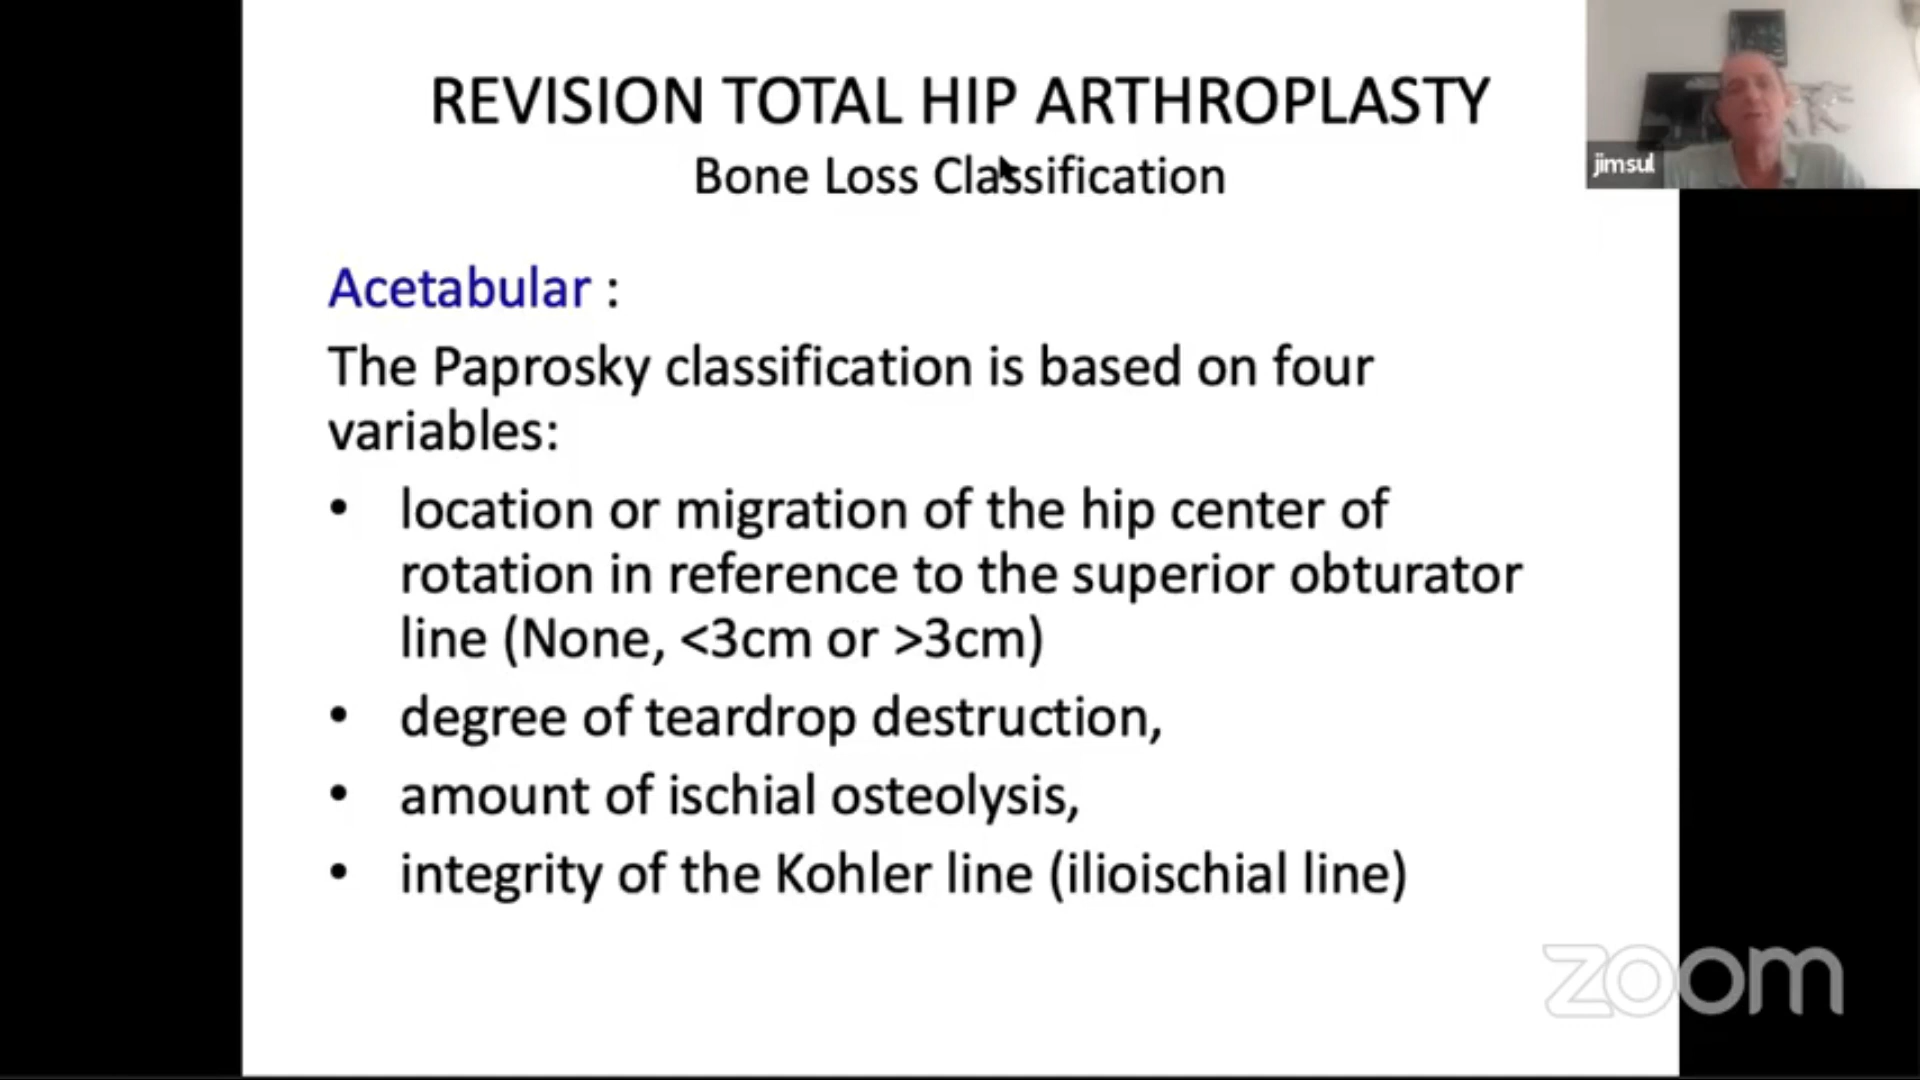 REVISION TOTAL HIP ARTHROPLASTY
Bone Loss Classification
jimsul
Acetabular :
The Paprosky classification is based on four
variables:
• location or migration of the hip center of
rotation in reference to the superior obturator
line (None, <3cm or >3cm)
• degree of teardrop destruction,
• amount of ischial osteolysis,
• integrity of the Kohler line (ilioischial line)
zoom